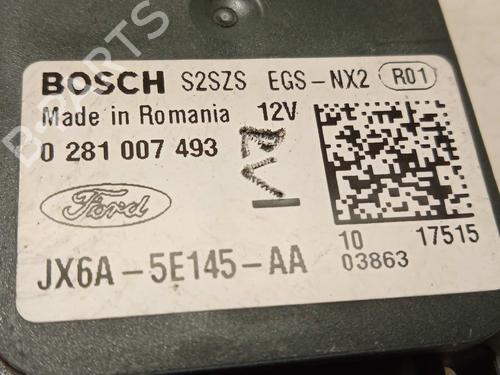 B-PARTS
BOSCH S2SZS EGS-NX2 R01
Made in Romania 12V
0 281 007 493
Ford
JX6A-5E145-AA
10 17515
03863